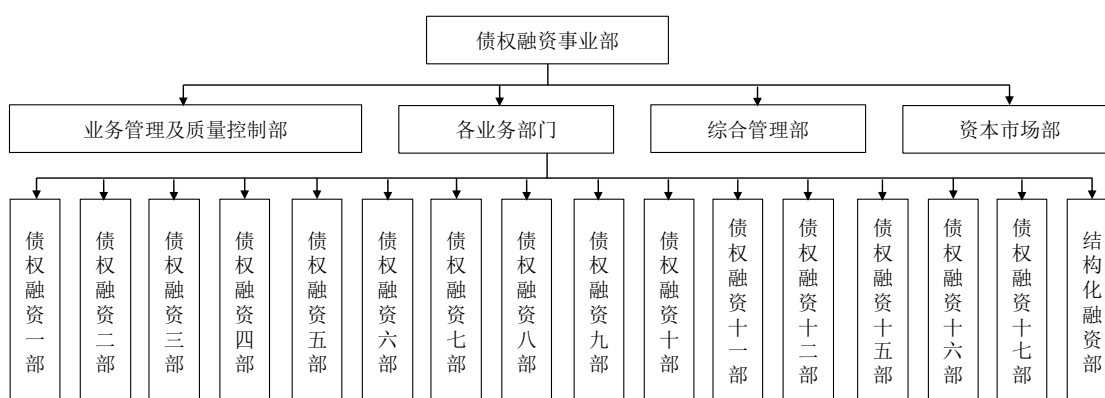 债权融资事业部
业务管理及质量控制部
各业务部门
综合管理部
资本市场部
债权融资一部
债权融资二部
债权融资三部
债权融资四部
债权融资五部
债权融资六部
债权融资七部
债权融资八部
债权融资九部
债权融资十部
债权融资十一部
债权融资十二部
债权融资十五部
债权融资十六部
债权融资十七部
结构化融资部